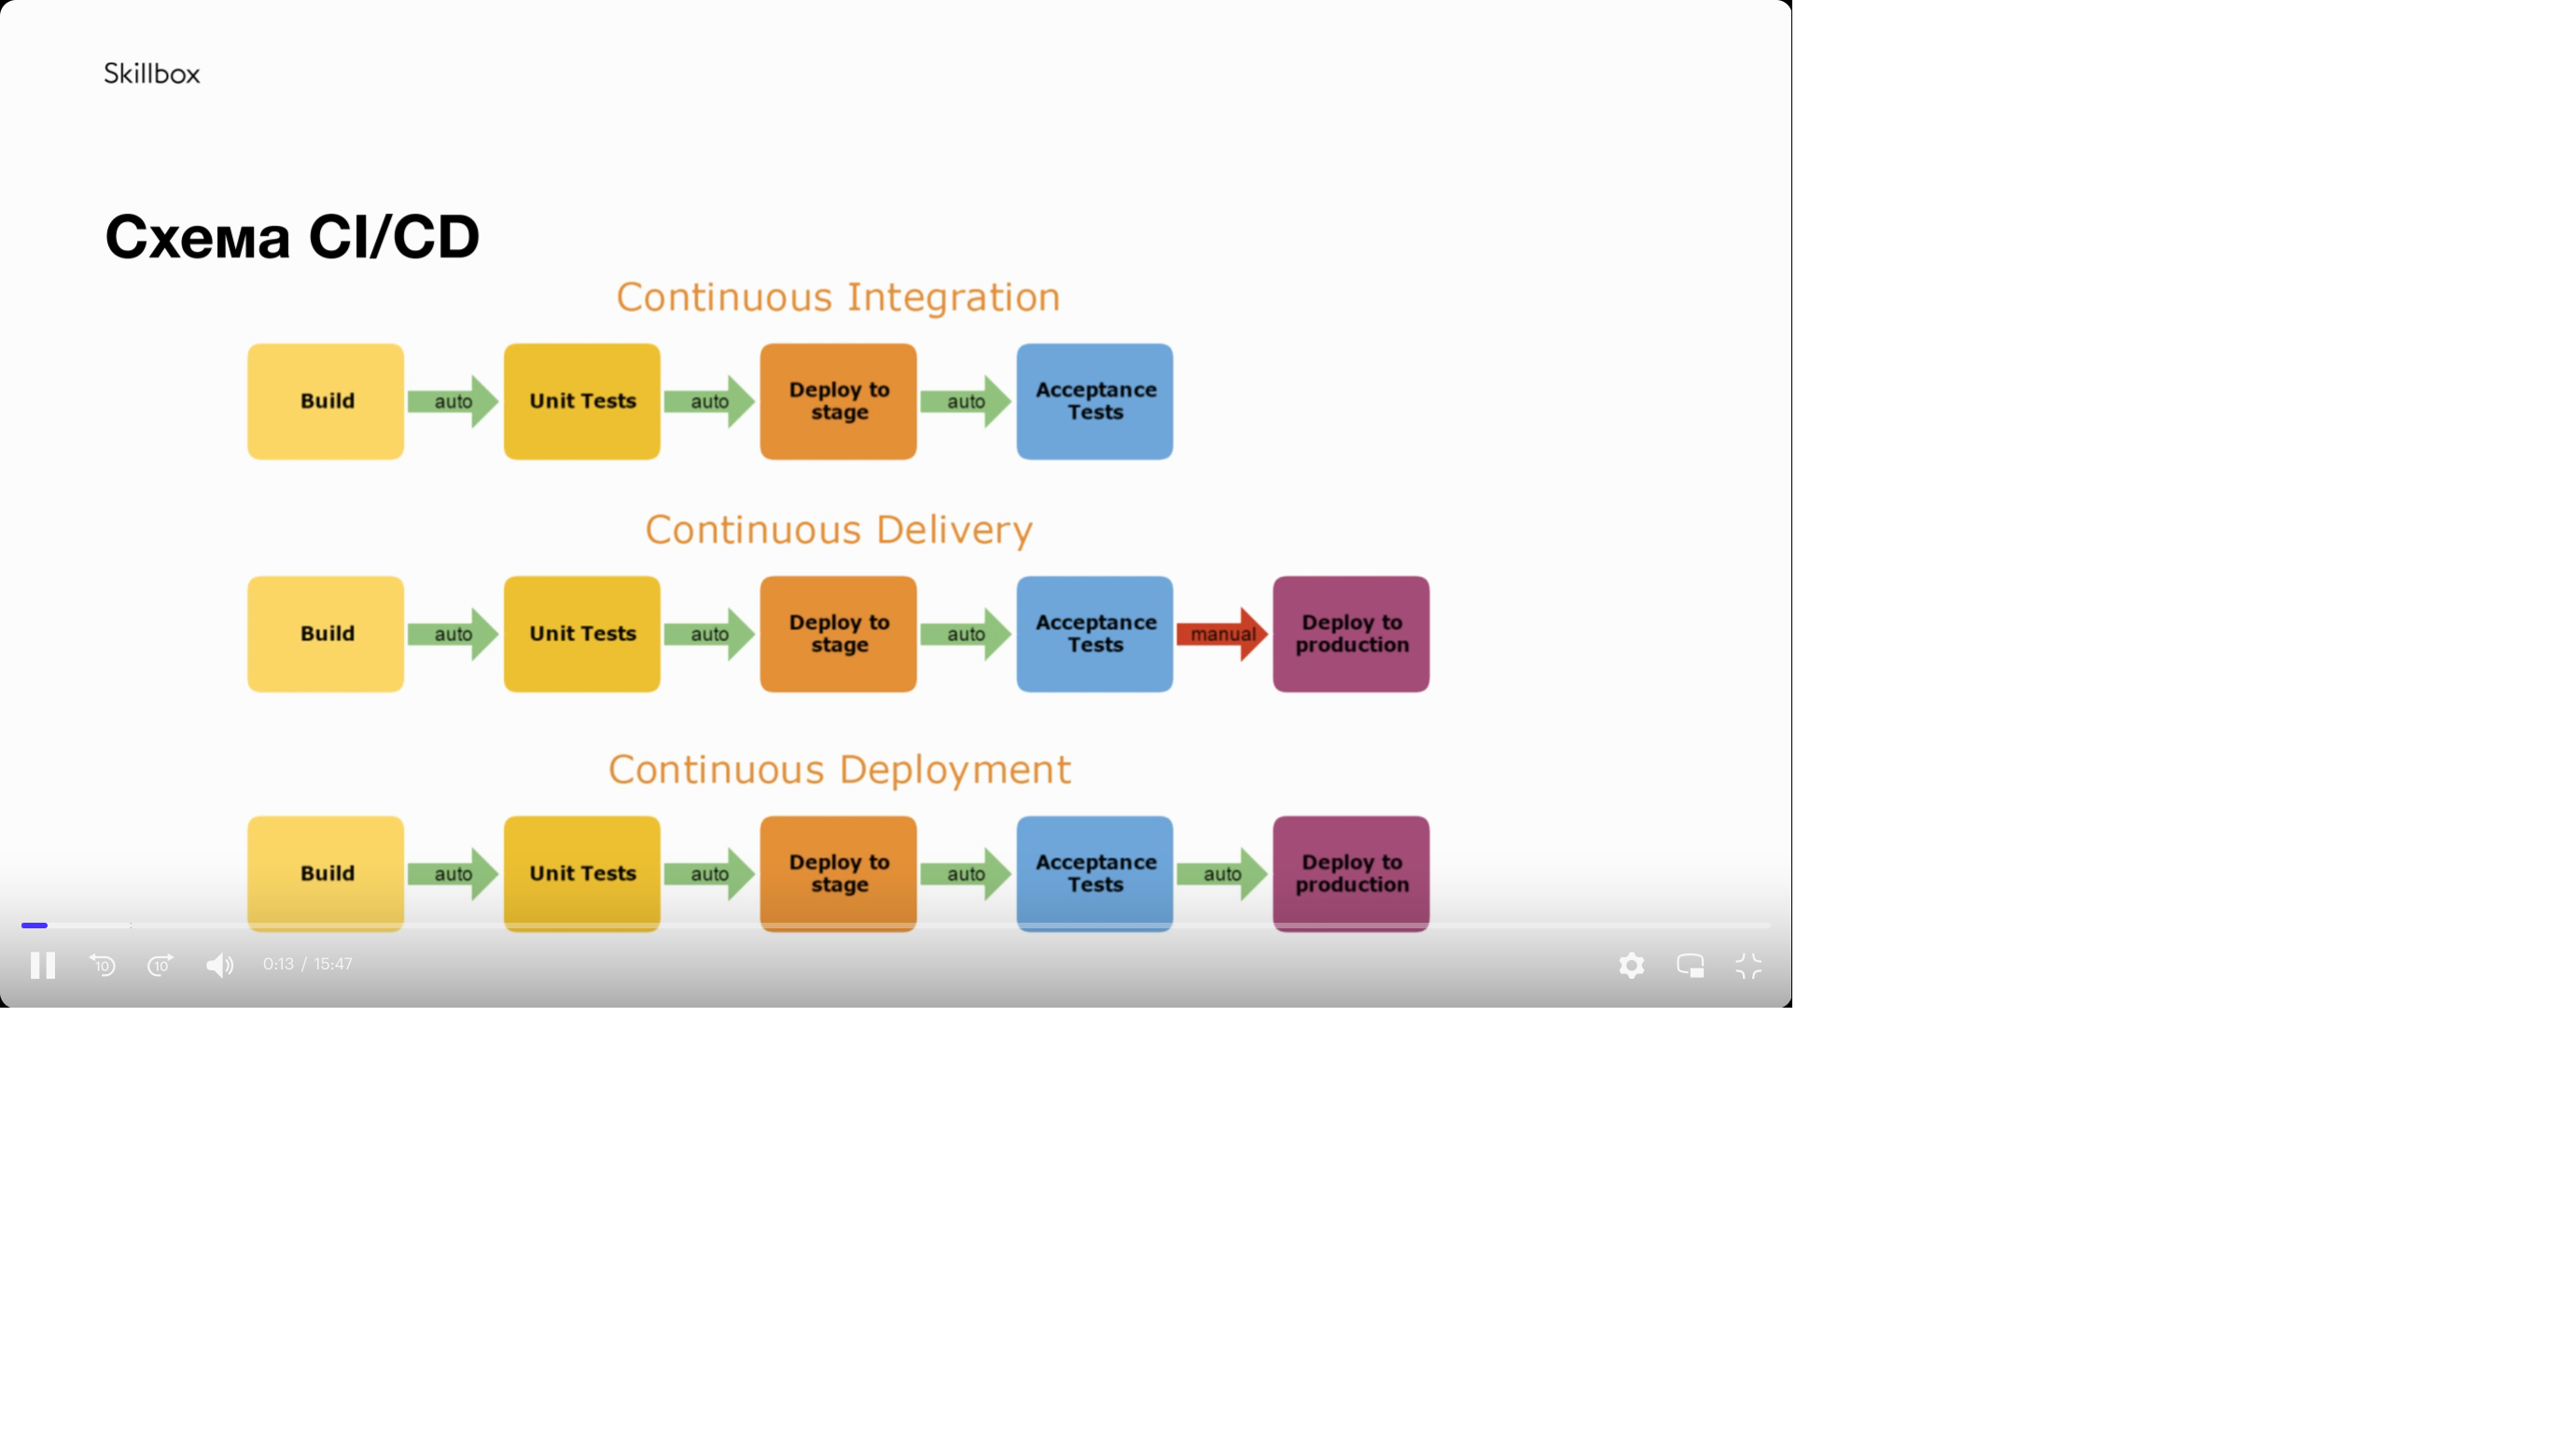 Skillbox
Схема CI/CD
Continuous Integration
Build
auto
Unit Tests
auto
Deploy to
stage
auto
Acceptance
Tests
Continuous Delivery
Build
auto
Unit Tests
auto
Deploy to
stage
auto
Acceptance
Tests
manual
Deploy to
production
Continuous Deployment
Build
auto
Unit Tests
auto
Deploy to
stage
auto
Acceptance
Tests
auto
Deploy to
production
10
10
0:13 / 15:47